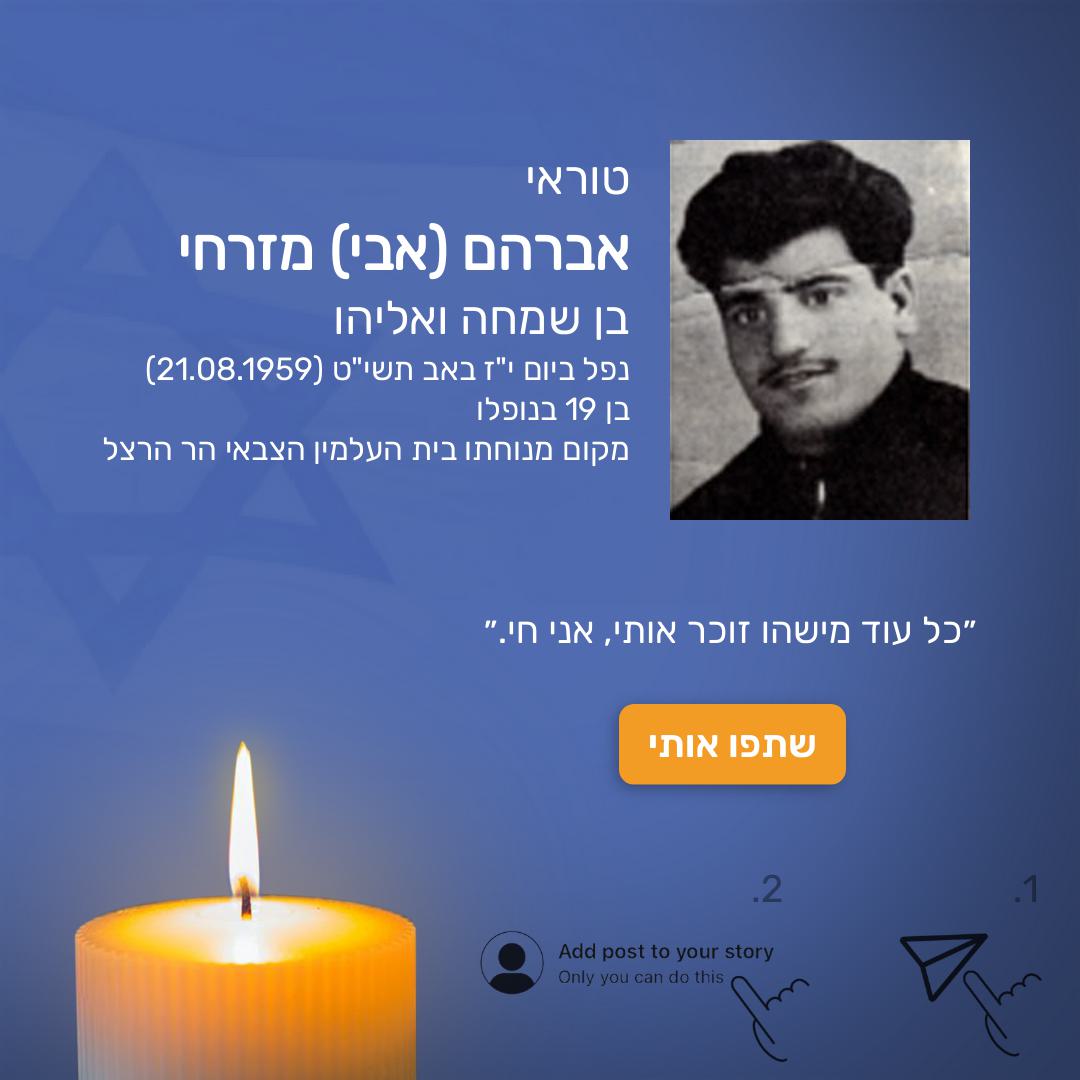 טוראי
אברהם (אבי) מזרחי
בן שמחה ואליהו
נפל ביום י"ז באב תשי"ט (21.08.1959)
בן 19 בנופלו
מקום מנוחתו בית העלמין הצבאי הר הרצל
״כל עוד מישהו זוכר אותי, אני חי.״
שתפו אותי
1.
2.
Add post to your story
Only you can do this